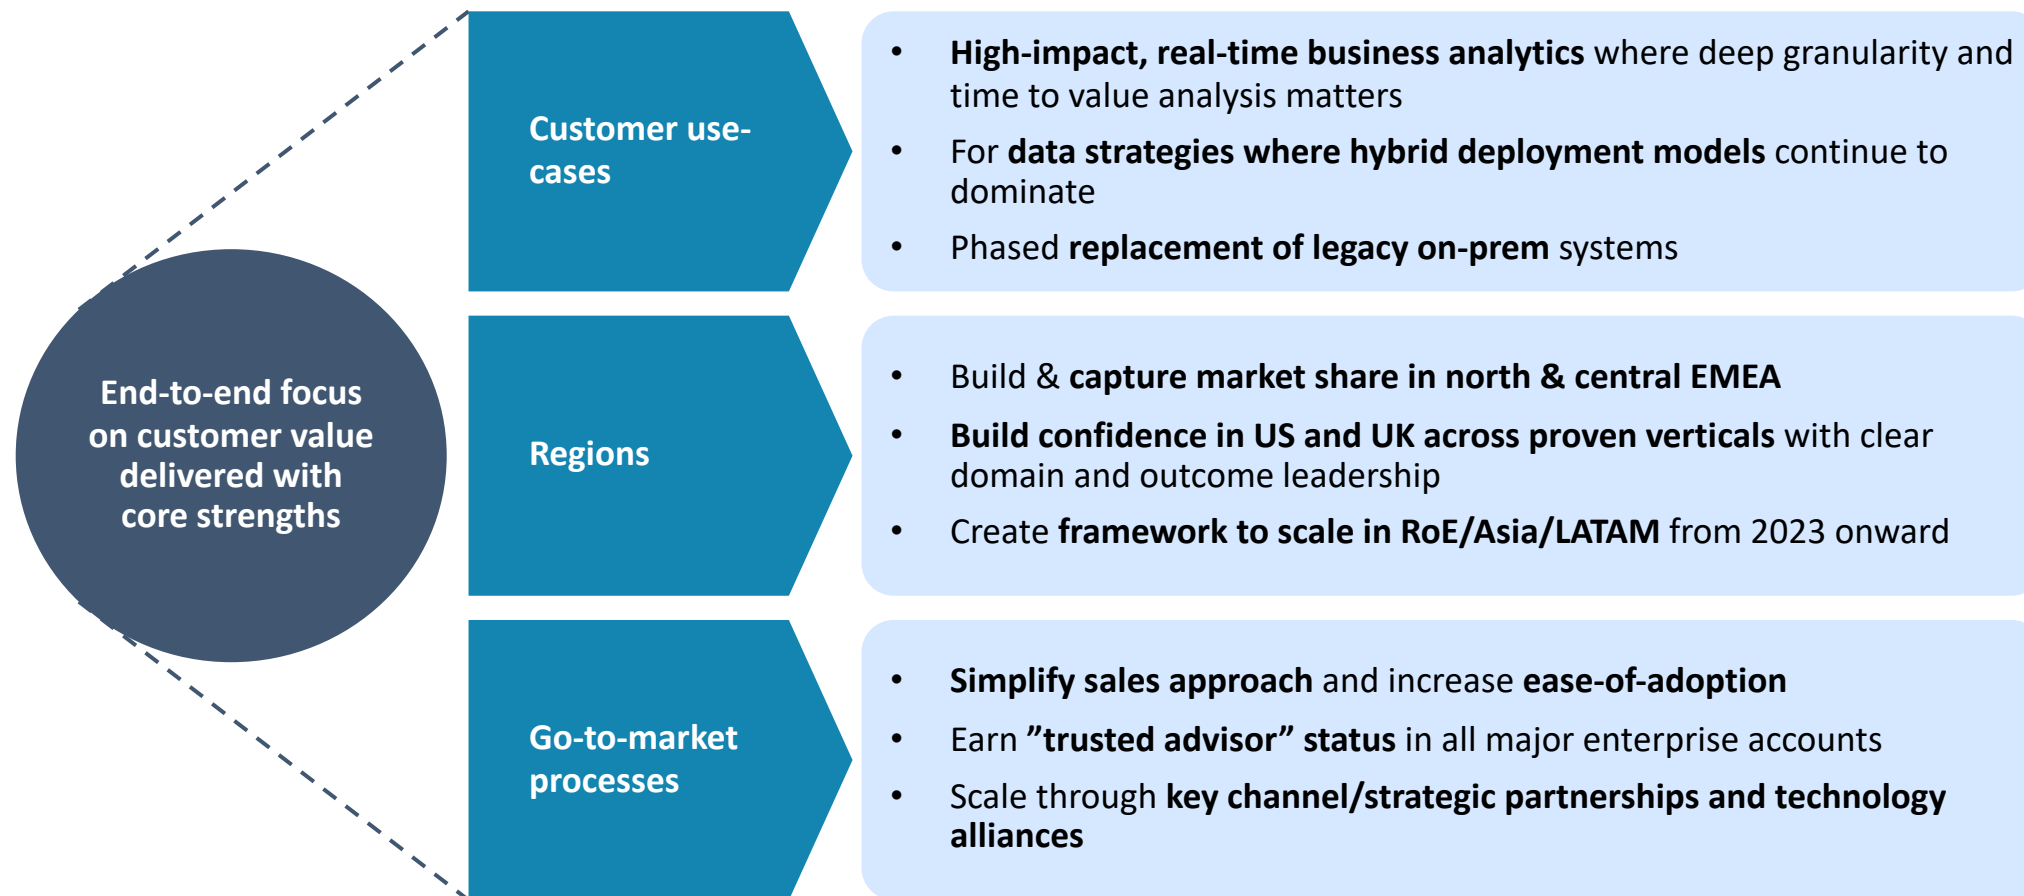 End-to-end focus
on customer value
delivered with
core strengths
Customer use-
cases
• High-impact, real-time business analytics where deep granularity and
time to value analysis matters
• For data strategies where hybrid deployment models continue to
dominate
• Phased replacement of legacy on-prem systems
Regions
• Build & capture market share in north & central EMEA
• Build confidence in US and UK across proven verticals with clear
domain and outcome leadership
• Create framework to scale in RoE/Asia/LATAM from 2023 onward
Go-to-market
processes
• Simplify sales approach and increase ease-of-adoption
• Earn ”trusted advisor” status in all major enterprise accounts
• Scale through key channel/strategic partnerships and technology
alliances